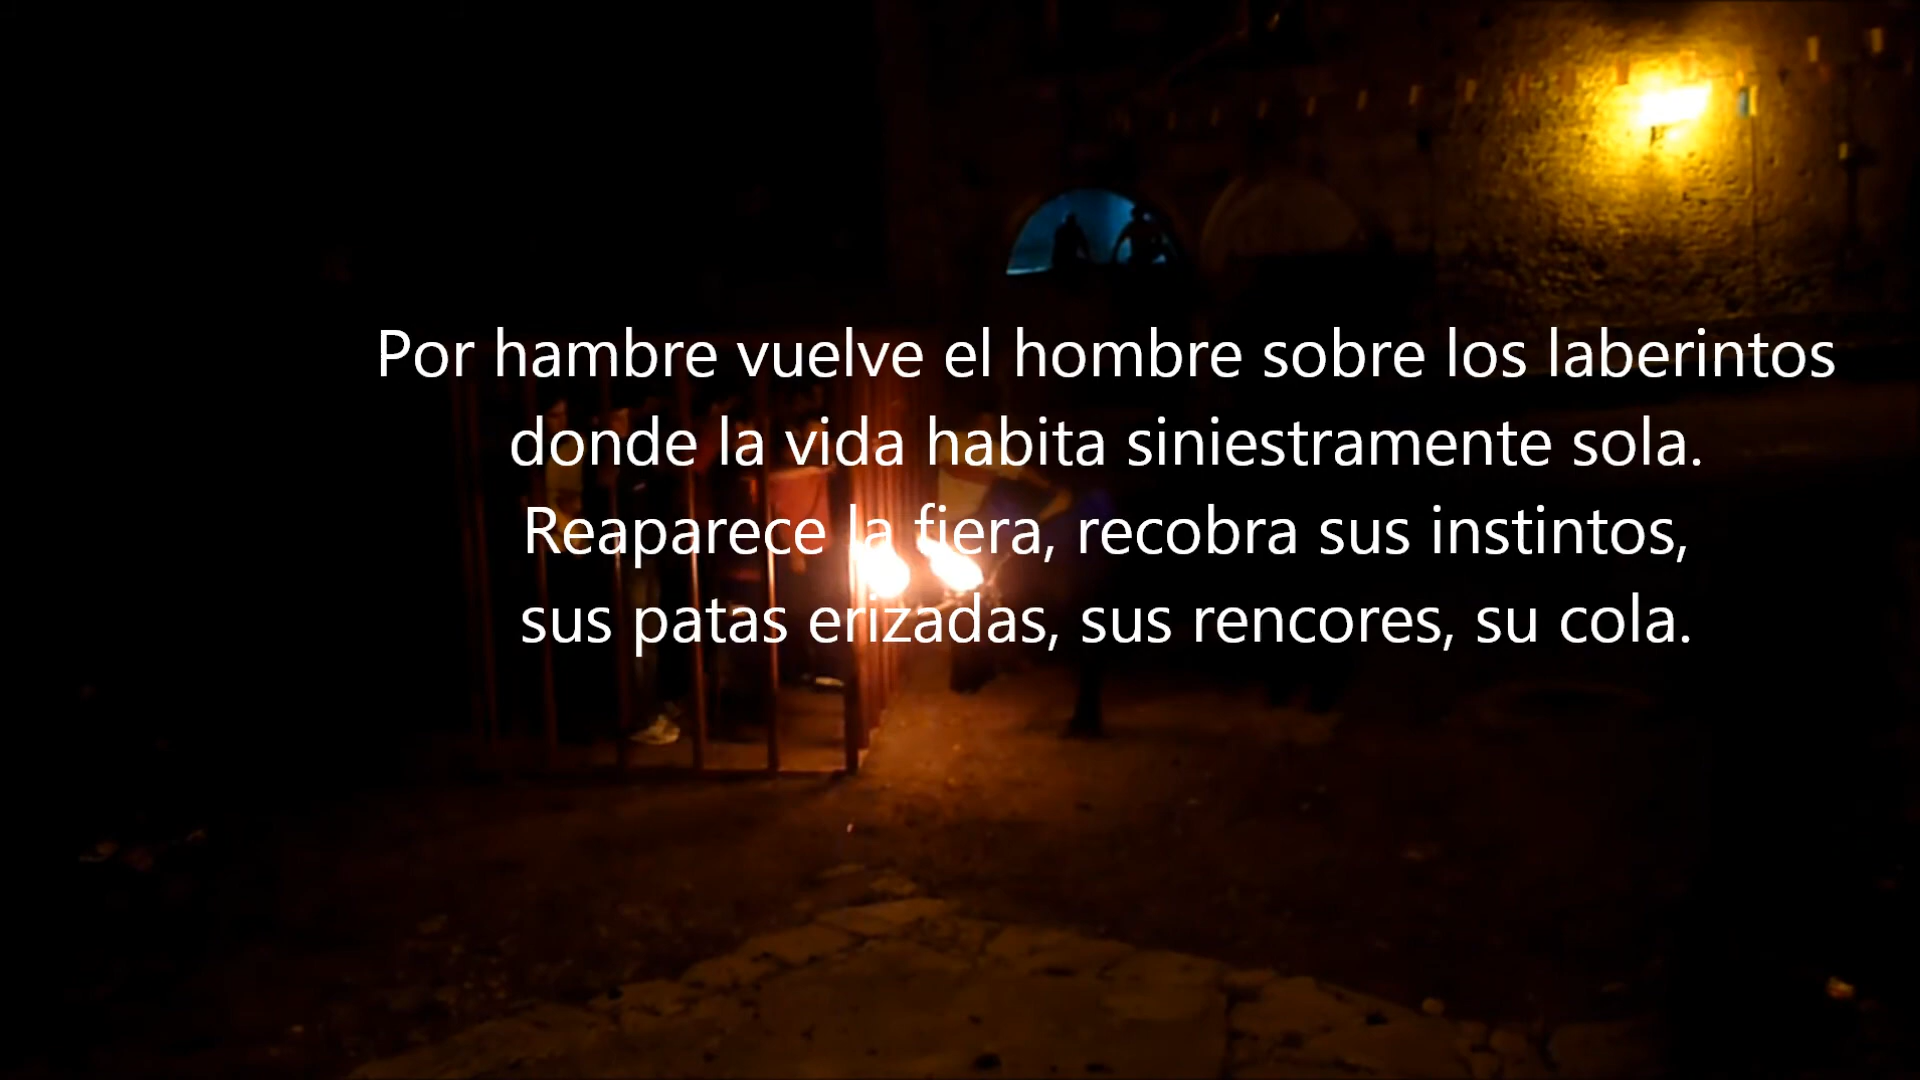 Por hambre vuelve el hombre sobre los laberintos
donde la vida habita siniestramente sola.
Reaparece la fiera, recobra sus instintos,
sus patas erizadas, sus rencores, su cola.